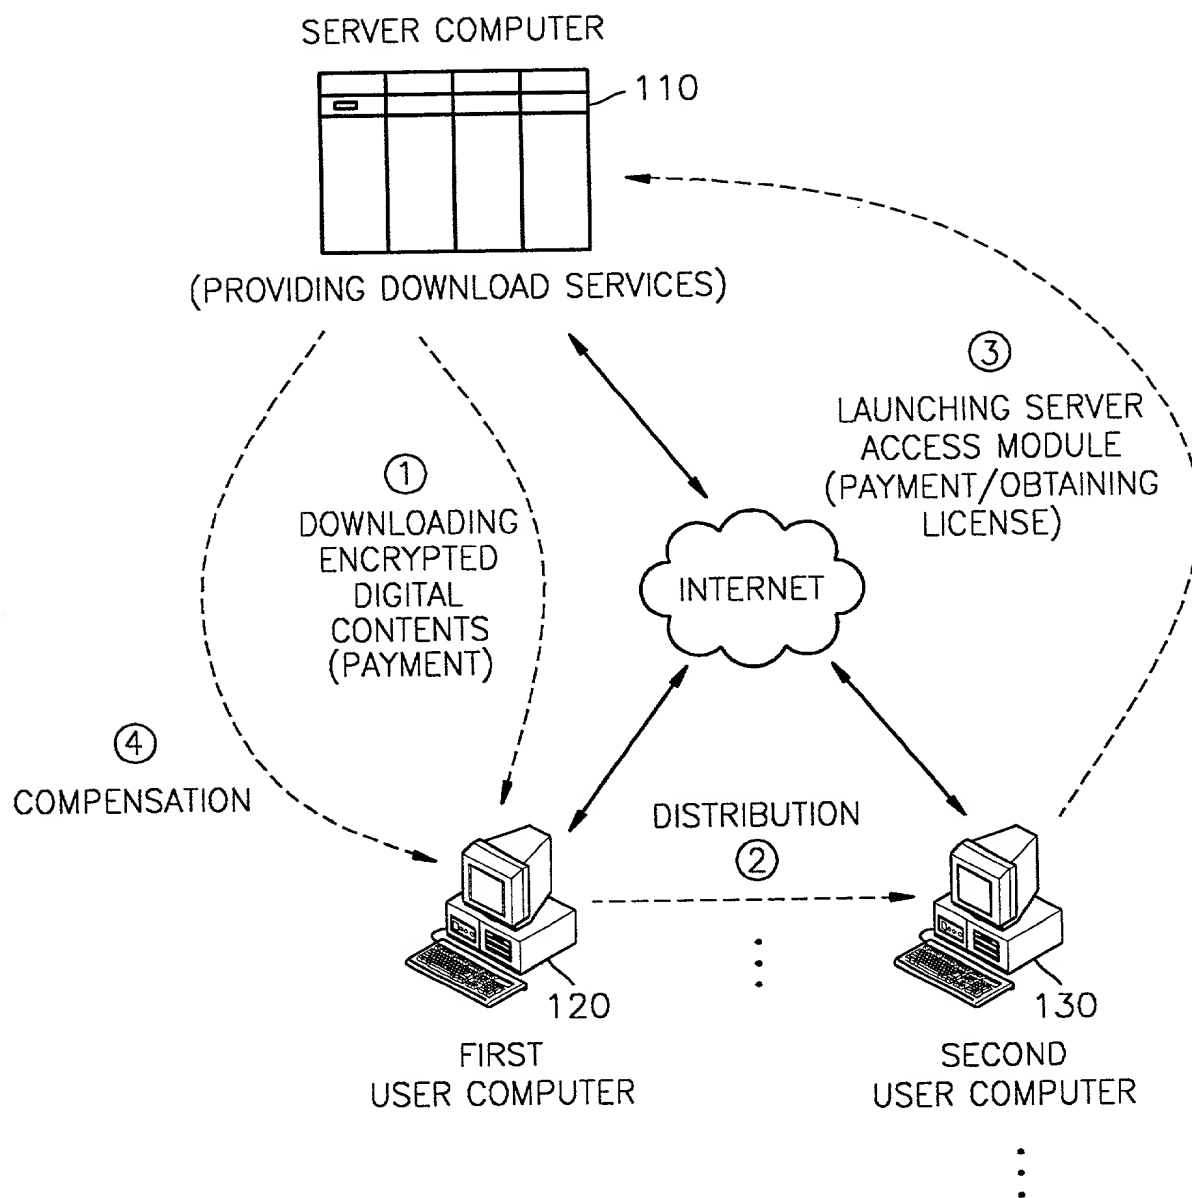 SERVER COMPUTER
110
(PROVIDING DOWNLOAD SERVICES)
③
LAUNCHING SERVER
ACCESS MODULE
(PAYMENT/OBTAINING
LICENSE)
①
DOWNLOADING
ENCRYPTED
DIGITAL
CONTENTS
(PAYMENT)
INTERNET
④
COMPENSATION
DISTRIBUTION
②
120
FIRST
USER COMPUTER
130
SECOND
USER COMPUTER